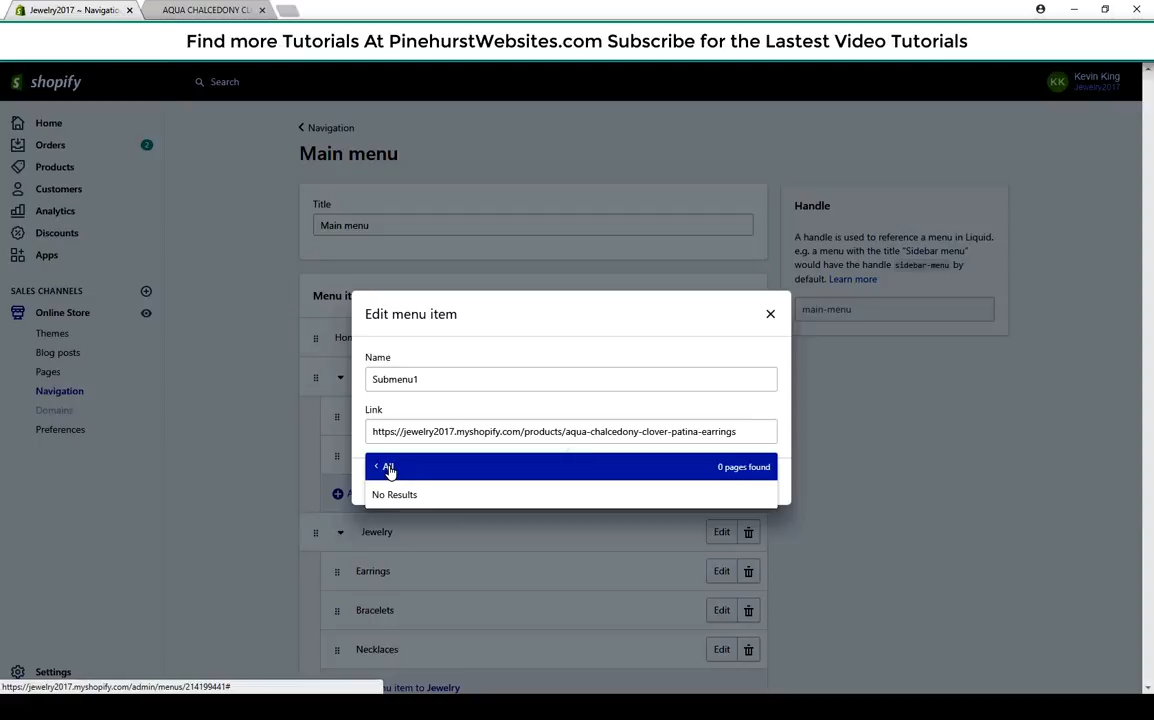 Jewelry2017 ~ Navigatio
AQUA CHALCEDONY CL
Find more Tutorials At PinehurstWebsites.com Subscribe for the Lastest Video Tutorials
shopify
Search
KK
Kevin King
Jewelry2017
Home
Orders
2
Products
Customers
Analytics
Discounts
Apps
SALES CHANNELS
Online Store
Themes
Blog posts
Pages
Navigation
Domains
Preferences
Settings
https://jewelry2017.myshopify.com/admin/menus/214199441#
Navigation
Main menu
Title
Main menu
Menu it
Hom
Edit menu item
Name
Submenu1
Link
https://jewelry2017.myshopify.com/products/aqua-chalcedony-clover-patina-earrings
All
0 pages found
No Results
A
Jewelry
Edit
Earrings
Edit
Bracelets
Edit
Necklaces
Edit
nu item to Jewelry
Handle
A handle is used to reference a menu in Liquid.
e.g. a menu with the title "Sidebar menu"
would have the handle sidebar-menu by
default. Learn more
main-menu